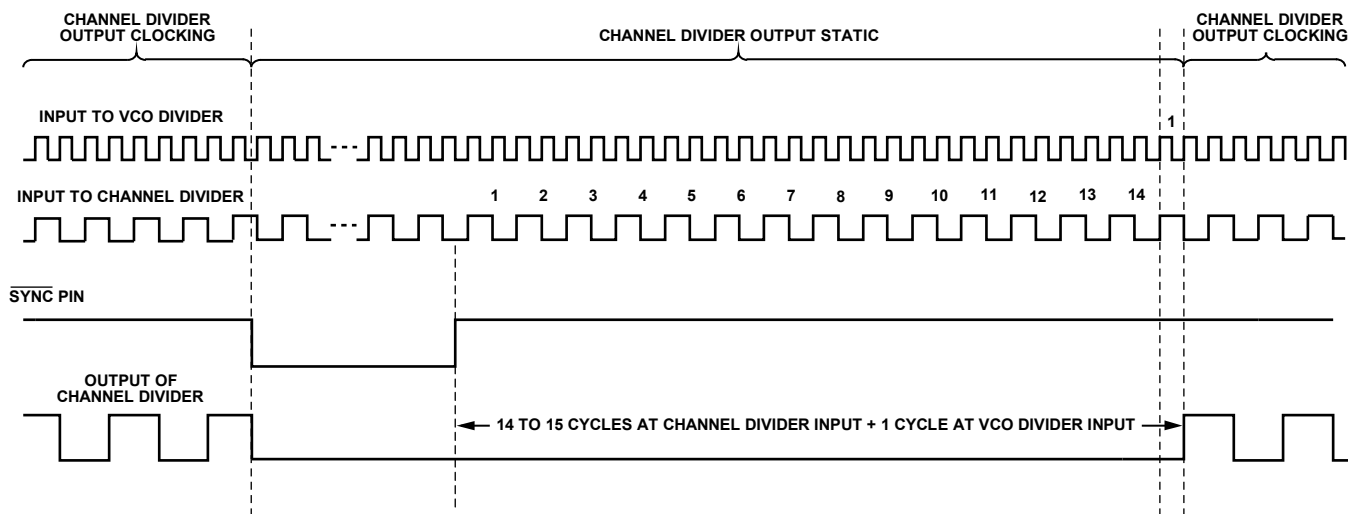 CHANNEL DIVIDER
OUTPUT CLOCKING
CHANNEL DIVIDER OUTPUT STATIC
CHANNEL DIVIDER
OUTPUT CLOCKING
INPUT TO VCO DIVIDER
1
INPUT TO CHANNEL DIVIDER
1 2 3 4 5 6 7 8 9 10 11 12 13 14
SYNC PIN
OUTPUT OF
CHANNEL DIVIDER
14 TO 15 CYCLES AT CHANNEL DIVIDER INPUT + 1 CYCLE AT VCO DIVIDER INPUT